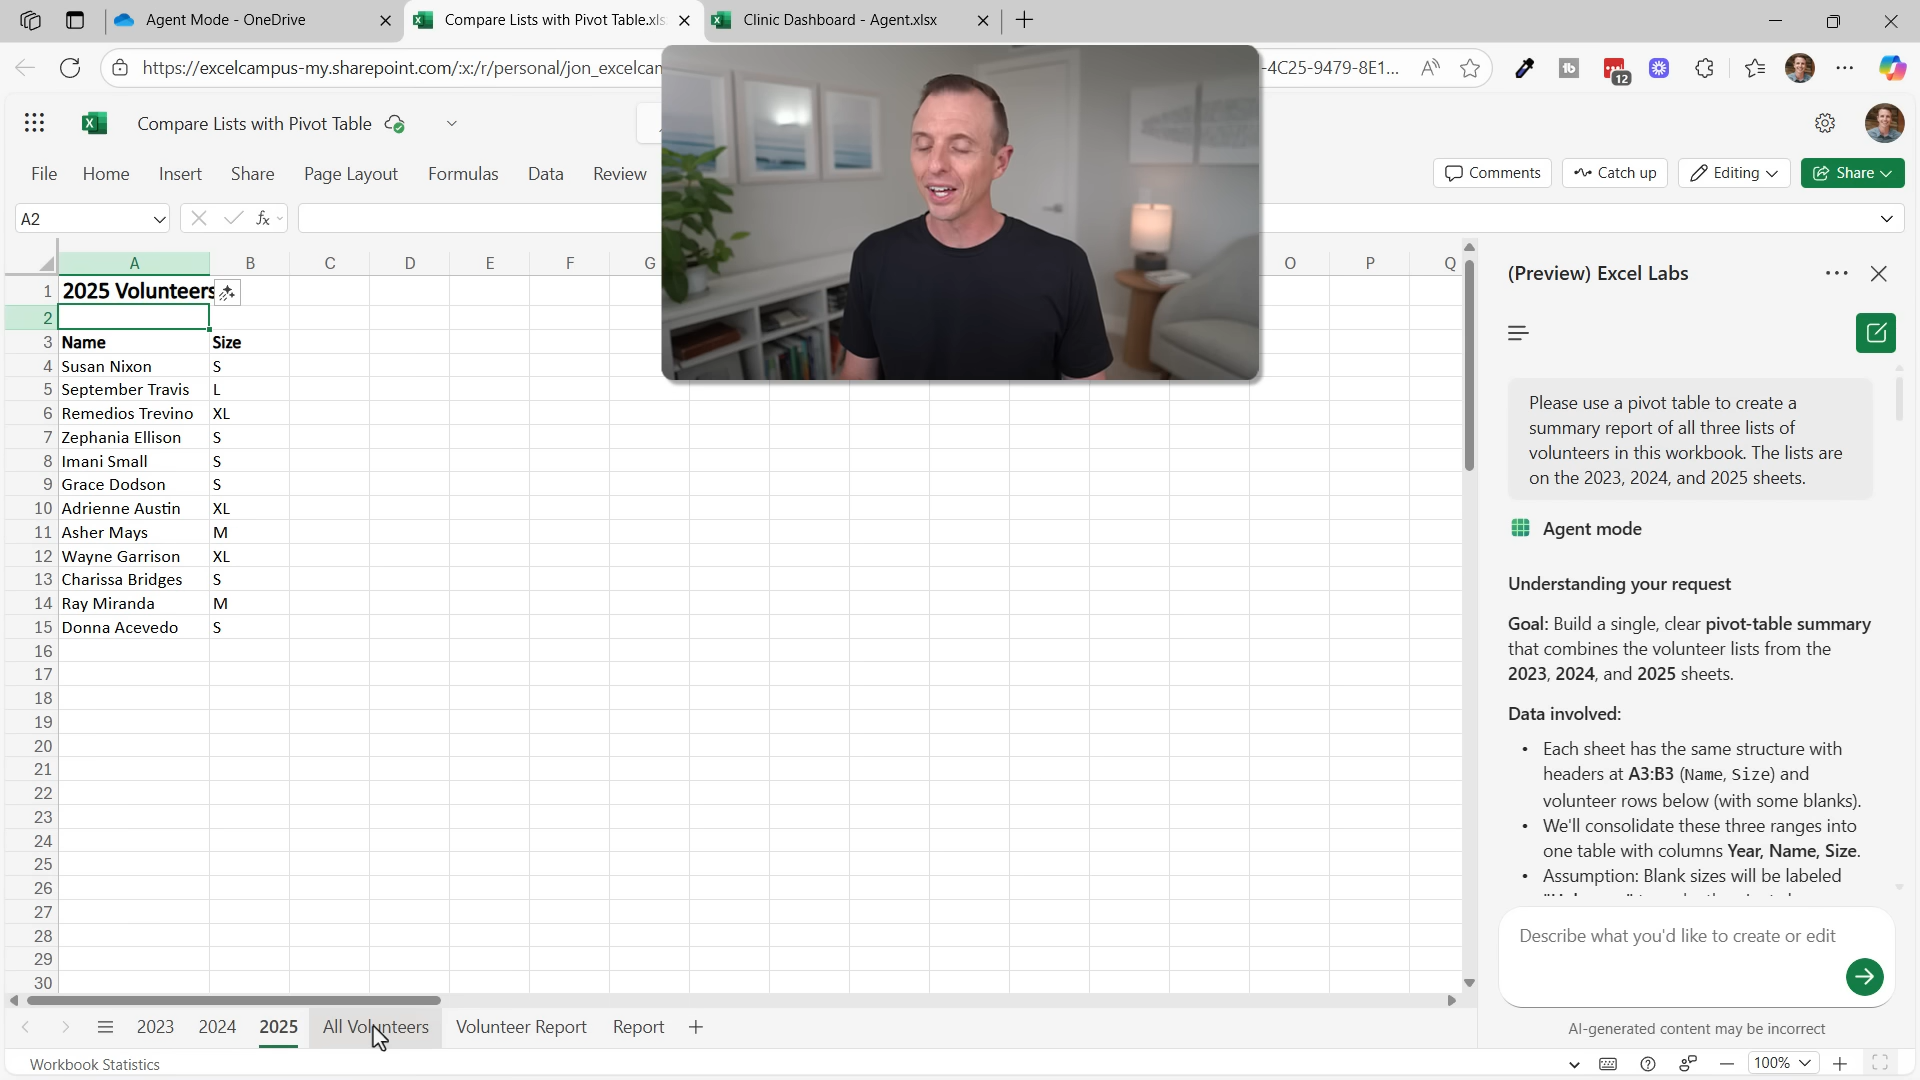 Agent Mode - OneDrive
Compare Lists with Pivot Table.xls
Clinic Dashboard - Agent.xlsx
https://excelcampus-my.sharepoint.com/:x:/r/personal/jon_excelcam
-4C25-9479-8E1...
12
Compare Lists with Pivot Table
File Home Insert Share Page Layout Formulas Data Review
Comments Catch up Editing Share
A2
fx
A B C D E F G O P Q
1 2025 Volunteers
2
3 Name Size
4 Susan Nixon S
5 September Travis L
6 Remedios Trevino XL
7 Zephania Ellison S
8 Imani Small S
9 Grace Dodson S
10 Adrienne Austin XL
11 Asher Mays M
12 Wayne Garrison XL
13 Charissa Bridges S
14 Ray Miranda M
15 Donna Acevedo S
16
17
18
19
20
21
22
23
24
25
26
27
28
29
30
2023 2024 2025 All Volunteers Volunteer Report Report
Workbook Statistics
(Preview) Excel Labs
Please use a pivot table to create a
summary report of all three lists of
volunteers in this workbook. The lists are
on the 2023, 2024, and 2025 sheets.
Agent mode
Understanding your request
Goal: Build a single, clear pivot-table summary
that combines the volunteer lists from the
2023, 2024, and 2025 sheets.
Data involved:
• Each sheet has the same structure with
headers at A3:B3 (Name, Size) and
volunteer rows below (with some blanks).
• We'll consolidate these three ranges into
one table with columns Year, Name, Size.
• Assumption: Blank sizes will be labeled
Describe what you'd like to create or edit
AI-generated content may be incorrect
100%